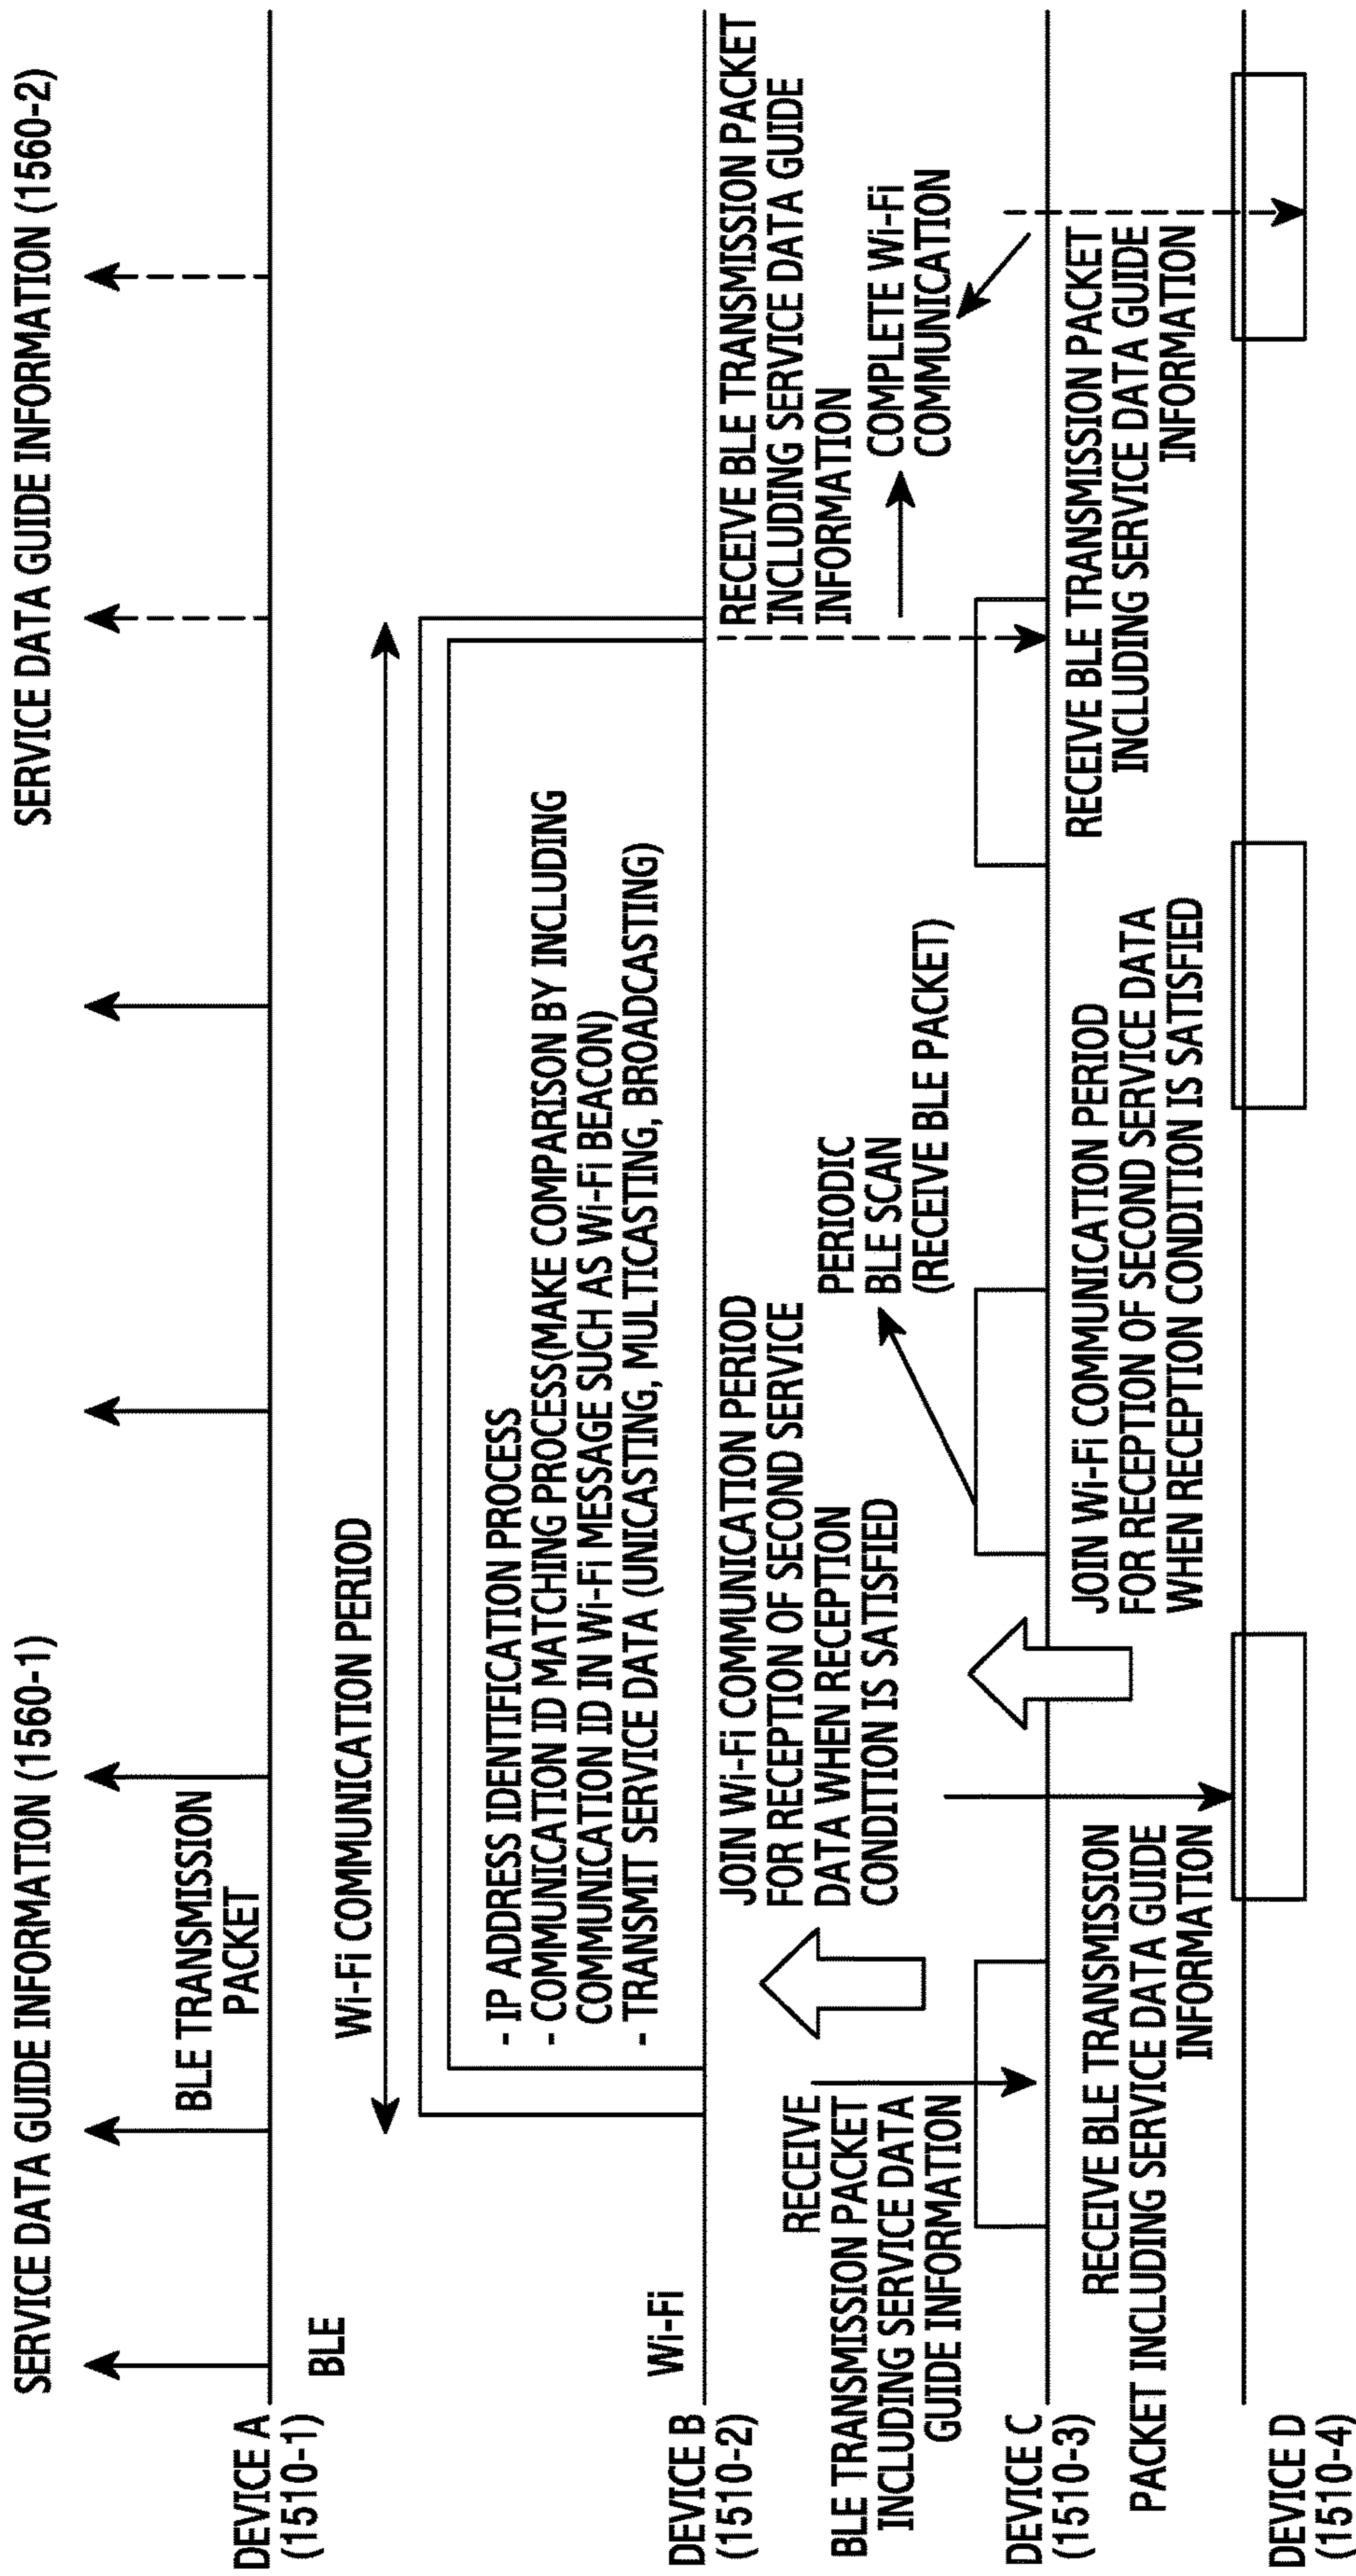 SERVICE DATA GUIDE INFORMATION (1560-1)
SERVICE DATA GUIDE INFORMATION (1560-2)
BLE TRANSMISSION
PACKET
DEVICE A
(1510-1)
BLE
Wi-Fi COMMUNICATION PERIOD
- IP ADDRESS IDENTIFICATION PROCESS
- COMMUNICATION ID MATCHING PROCESS(MAKE COMPARISON BY INCLUDING
COMMUNICATION ID IN Wi-Fi MESSAGE SUCH AS Wi-Fi BEACON)
- TRANSMIT SERVICE DATA (UNICASTING, MULTICASTING, BROADCASTING)
Wi-Fi
DEVICE B
(1510-2)
JOIN Wi-Fi COMMUNICATION PERIOD
FOR RECEPTION OF SECOND SERVICE
DATA WHEN RECEPTION
CONDITION IS SATISFIED
RECEIVE BLE TRANSMISSION PACKET
INCLUDING SERVICE DATA GUIDE
INFORMATION
RECEIVE
BLE TRANSMISSION PACKET
INCLUDING SERVICE DATA
GUIDE INFORMATION
PERIODIC
BLE SCAN
(RECEIVE BLE PACKET)
COMPLETE Wi-Fi
COMMUNICATION
DEVICE C
(1510-3)
RECEIVE BLE TRANSMISSION
PACKET INCLUDING SERVICE DATA GUIDE
INFORMATION
JOIN Wi-Fi COMMUNICATION PERIOD
FOR RECEPTION OF SECOND SERVICE DATA
WHEN RECEPTION CONDITION IS SATISFIED
RECEIVE BLE TRANSMISSION PACKET
INCLUDING SERVICE DATA GUIDE
INFORMATION
DEVICE D
(1510-4)